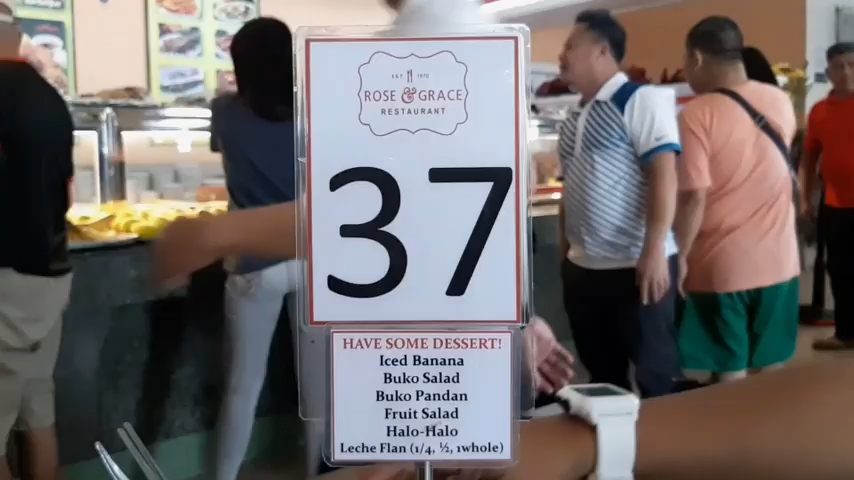 EST 1970
ROSE & GRACE
RESTAURANT
37
HAVE SOME DESSERT!
Iced Banana
Buko Salad
Buko Pandan
Fruit Salad
Halo-Halo
Leche Flan (1/4, ½, 1whole)